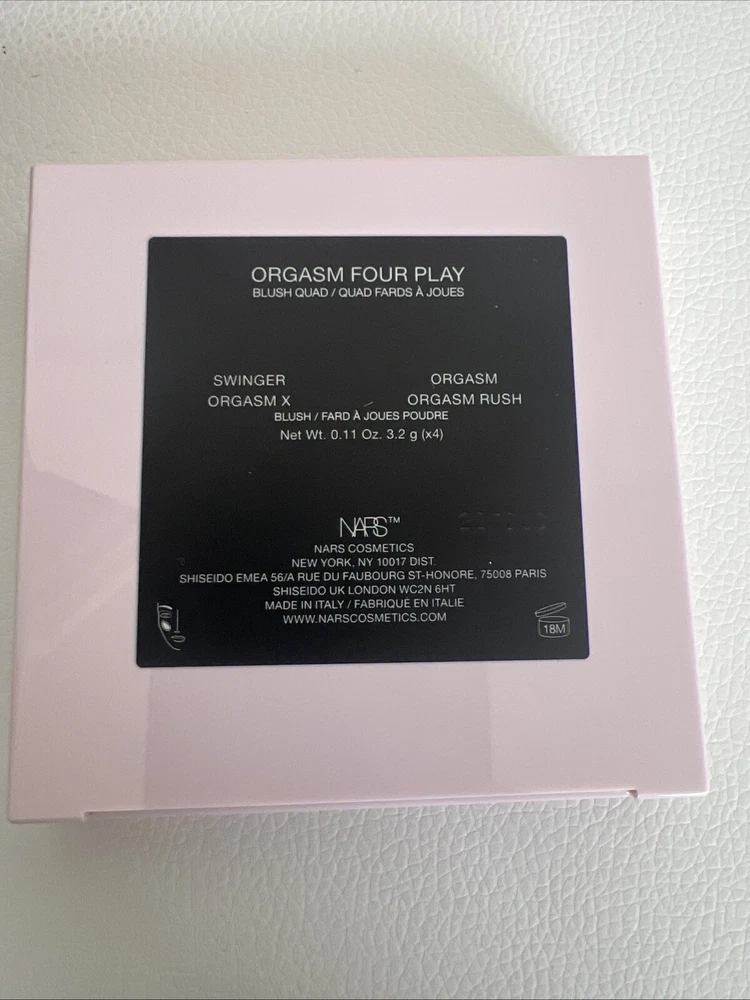 ORGASM FOUR PLAY
BLUSH QUAD / QUAD FARDS À JOUES
SWINGER ORGASM
ORGASM X ORGASM RUSH
BLUSH / FARD À JOUES POUDRE
Net Wt. 0.11 Oz. 3.2 g (x4)
NARS™
NARS COSMETICS
NEW YORK, NY 10017 DIST.
SHISEIDO EMEA 56/A RUE DU FAUBOURG ST-HONORE, 75008 PARIS
SHISEIDO UK LONDON WC2N 6HT
MADE IN ITALY / FABRIQUÉ EN ITALIE
WWW.NARSCOSMETICS.COM
18M